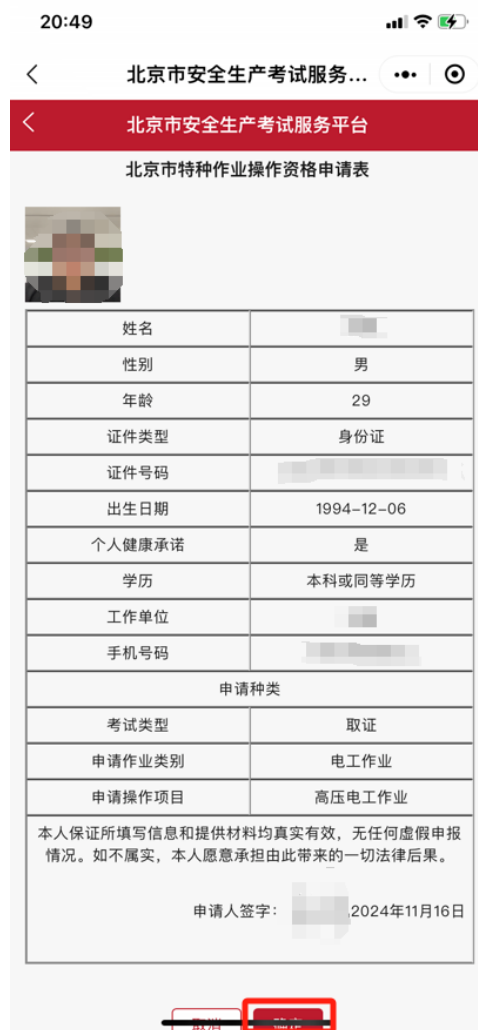 20:49
北京市安全生产考试服务...
北京市安全生产考试服务平台
北京市特种作业操作资格申请表
姓名
性别 男
年龄 29
证件类型 身份证
证件号码
出生日期 1994-12-06
个人健康承诺 是
学历 本科或同等学历
工作单位
手机号码
申请种类
考试类型 取证
申请作业类别 电工作业
申请操作项目 高压电工作业
本人保证所填写信息和提供材料均真实有效，无任何虚假申报
情况。如不属实，本人愿意承担由此带来的一切法律后果。
申请人签字： ,2024年11月16日